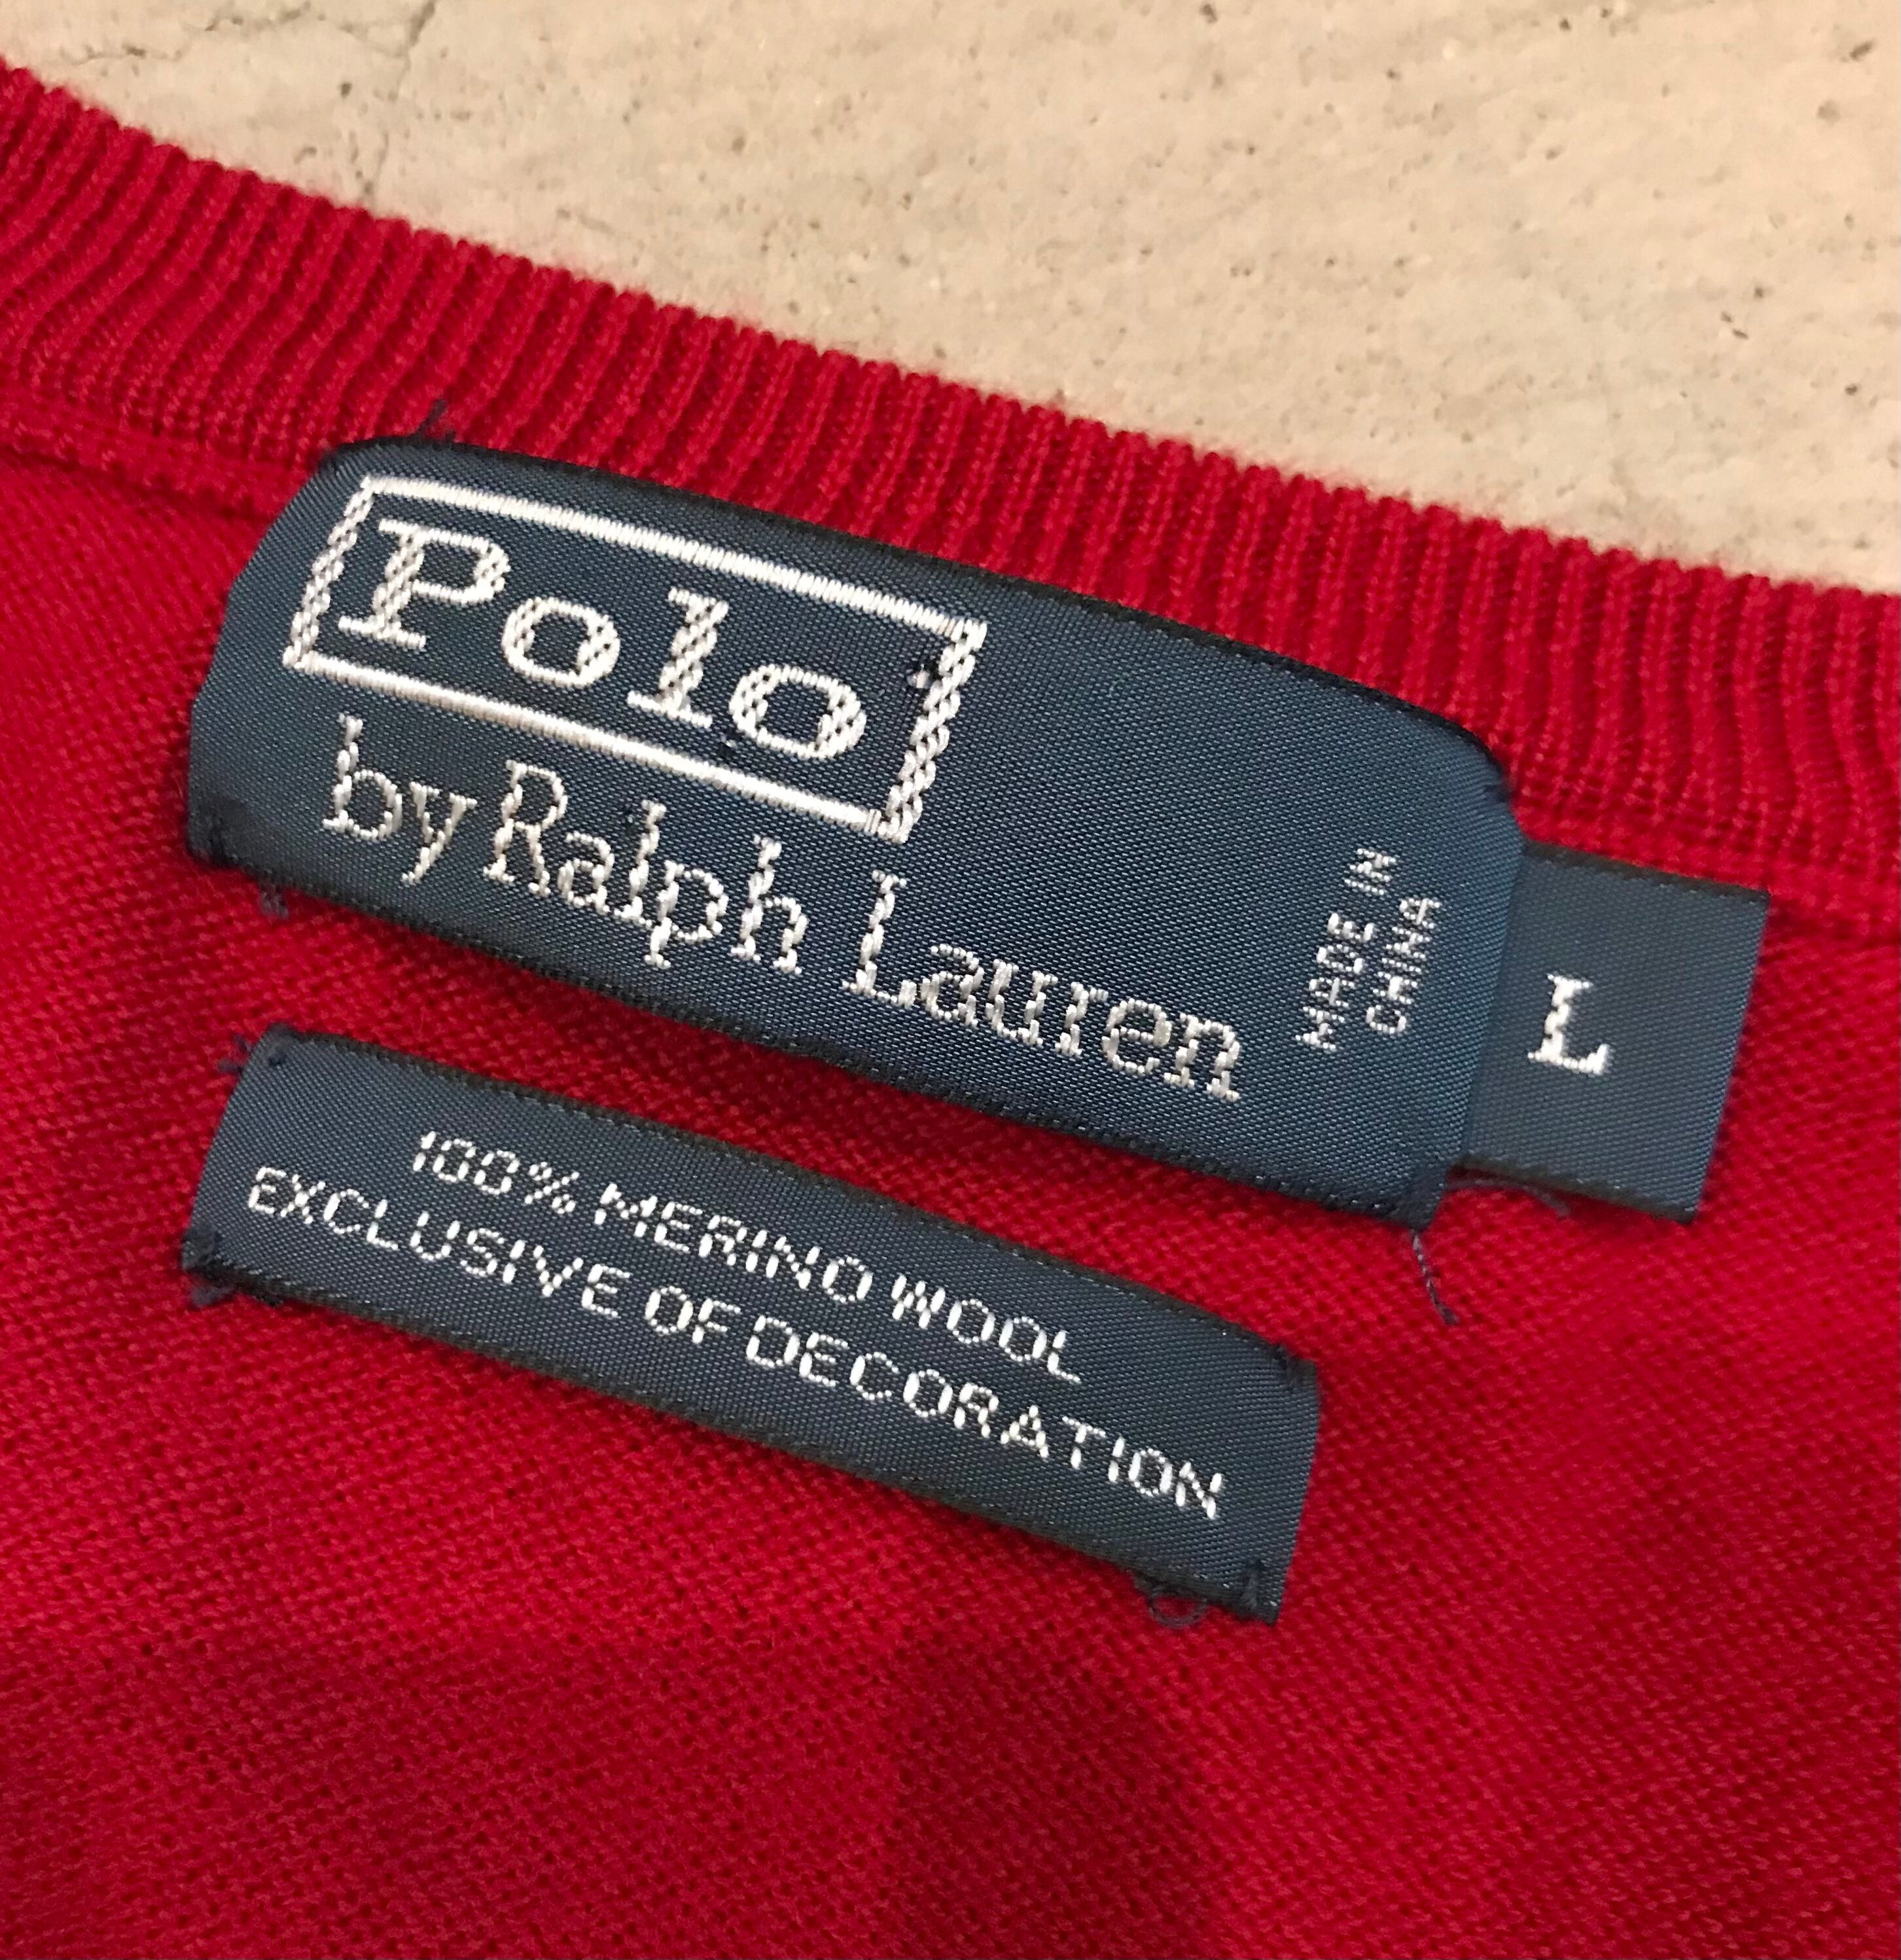 Polo
by Ralph Lauren
MADE IN
CHINA
L
100% MERINO WOOL
EXCLUSIVE OF DECORATION